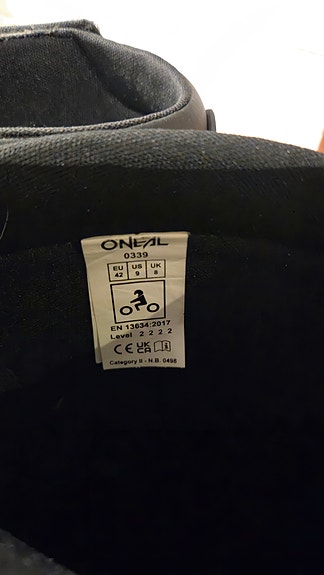 ONEAL
0339
EU US UK
42 9 8
EN 13634:2017
Level 2 2 2 2
CE UK CA i
Category II - N.B. 0498